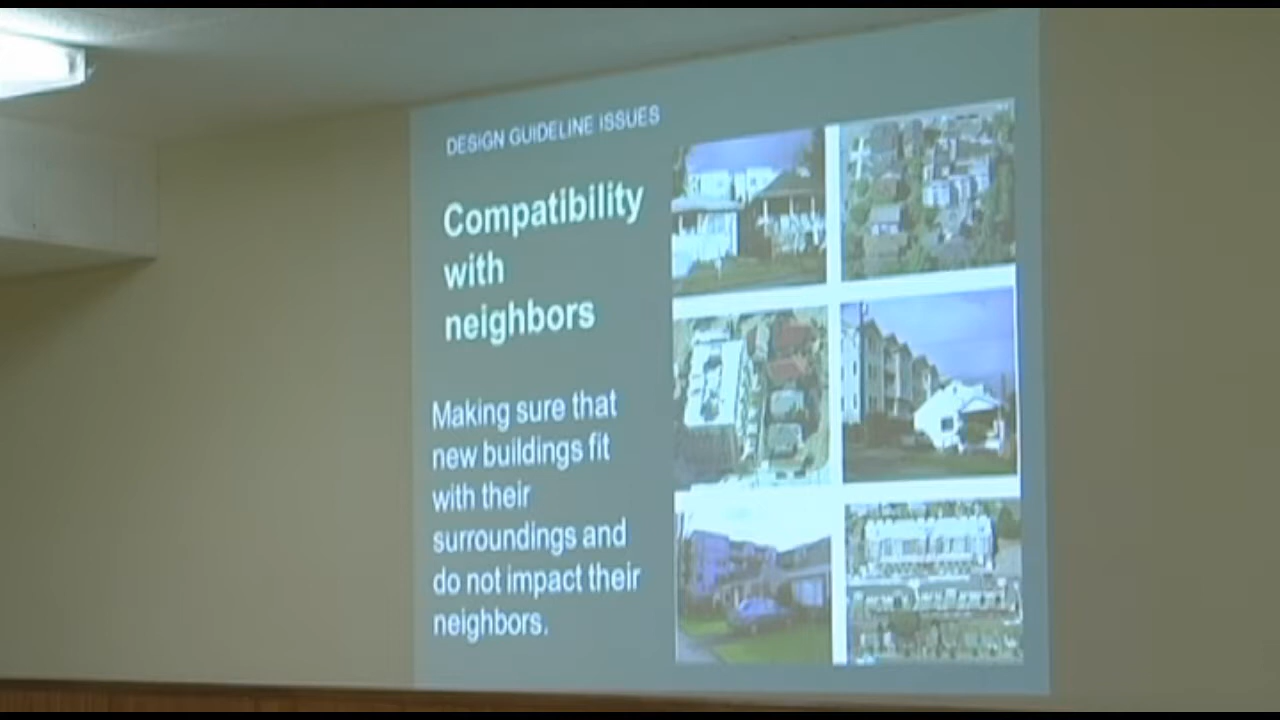 DESIGN GUIDELINE ISSUES
Compatibility
with
neighbors
Making sure that
new buildings fit
with their
surroundings and
do not impact their
neighbors.